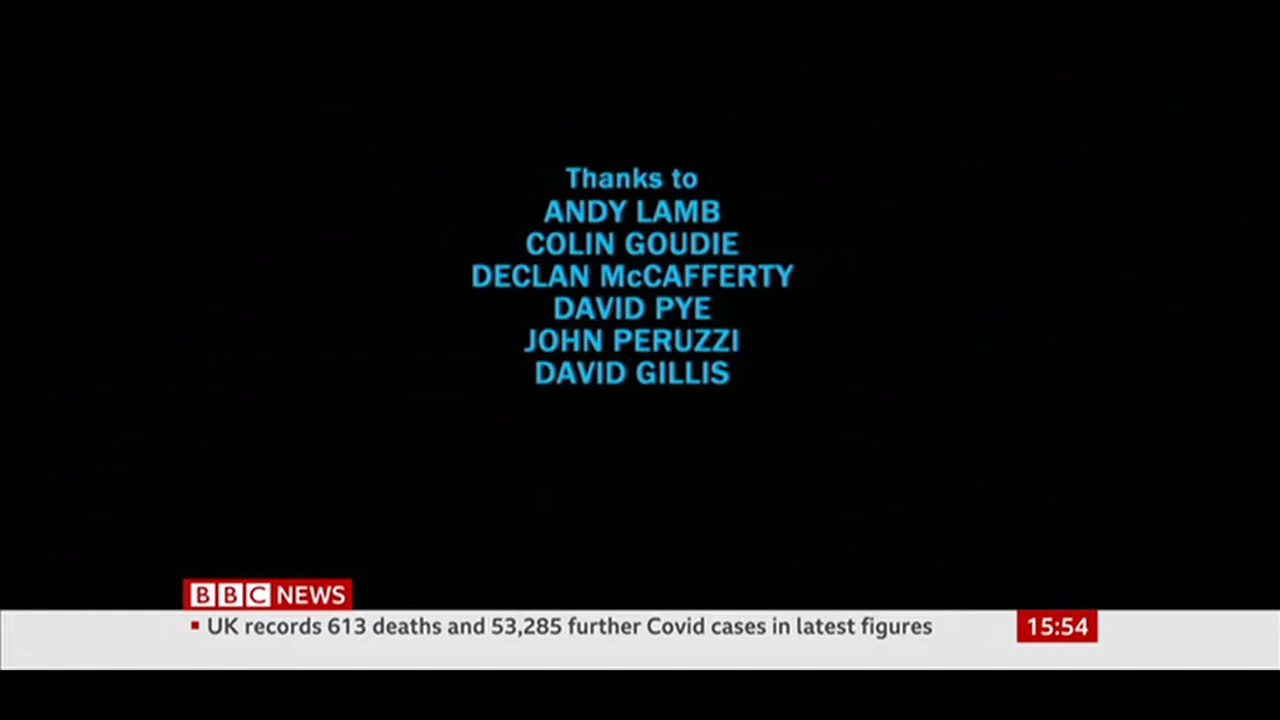 Thanks to
ANDY LAMB
COLIN GOUDIE
DECLAN McCAFFERTY
DAVID PYE
JOHN PERUZZI
DAVID GILLIS
BBC NEWS
UK records 613 deaths and 53,285 further Covid cases in latest figures
15:54